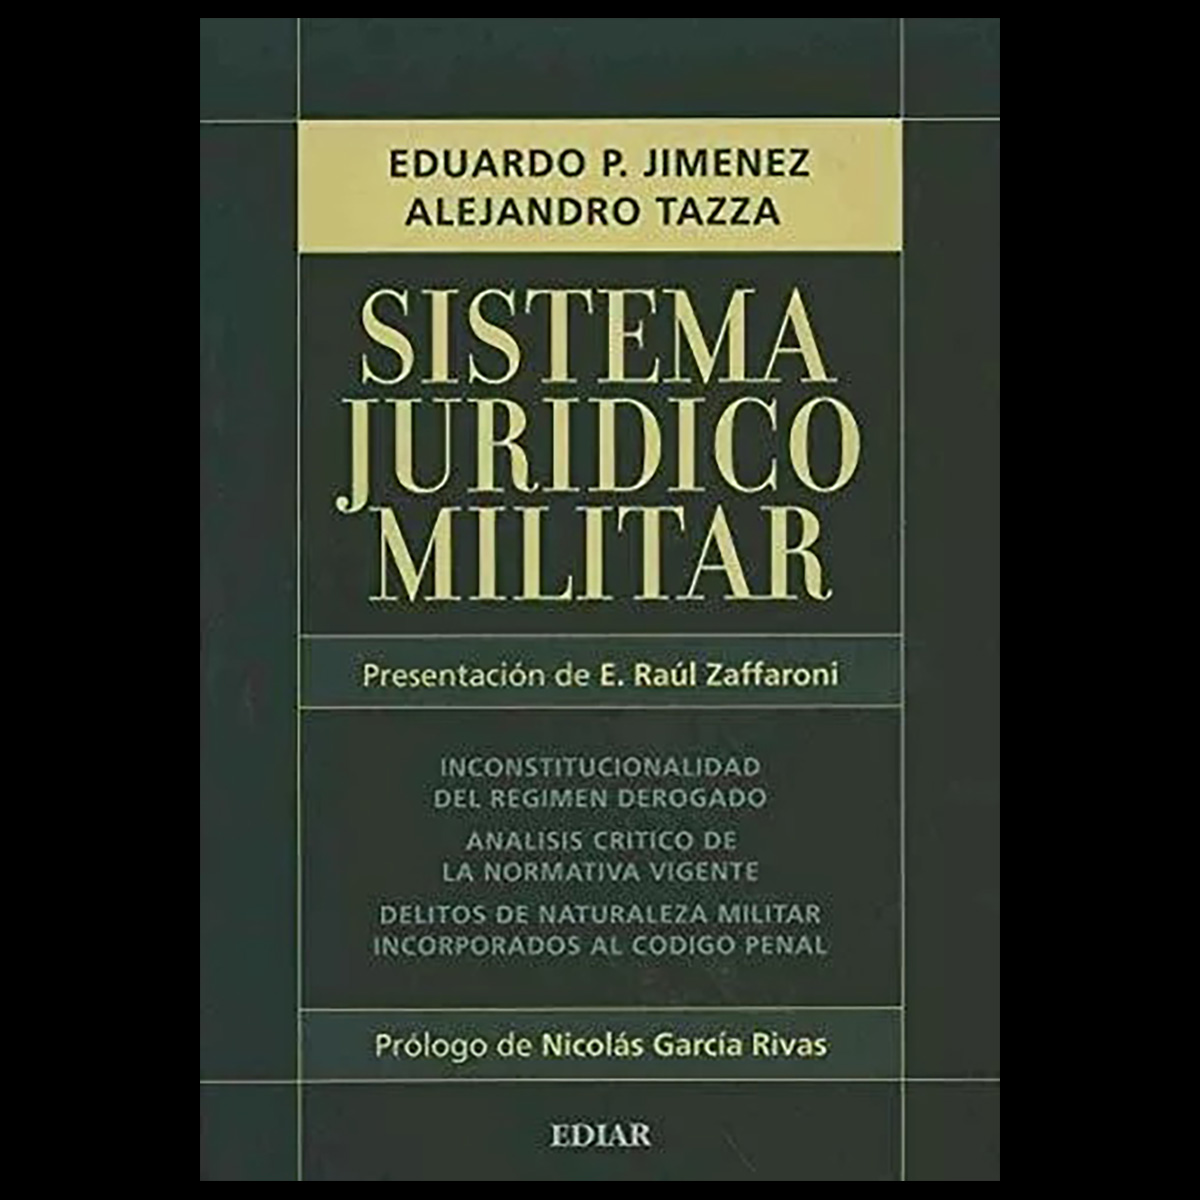 EDUARDO P. JIMENEZ
ALEJANDRO TAZZA
SISTEMA
JURIDICO
MILITAR
Presentación de E. Raúl Zaffaroni
INCONSTITUCIONALIDAD
DEL REGIMEN DEROGADO
ANALISIS CRITICO DE
LA NORMATIVA VIGENTE
DELITOS DE NATURALEZA MILITAR
INCORPORADOS AL CODIGO PENAL
Prólogo de Nicolás García Rivas
EDIAR